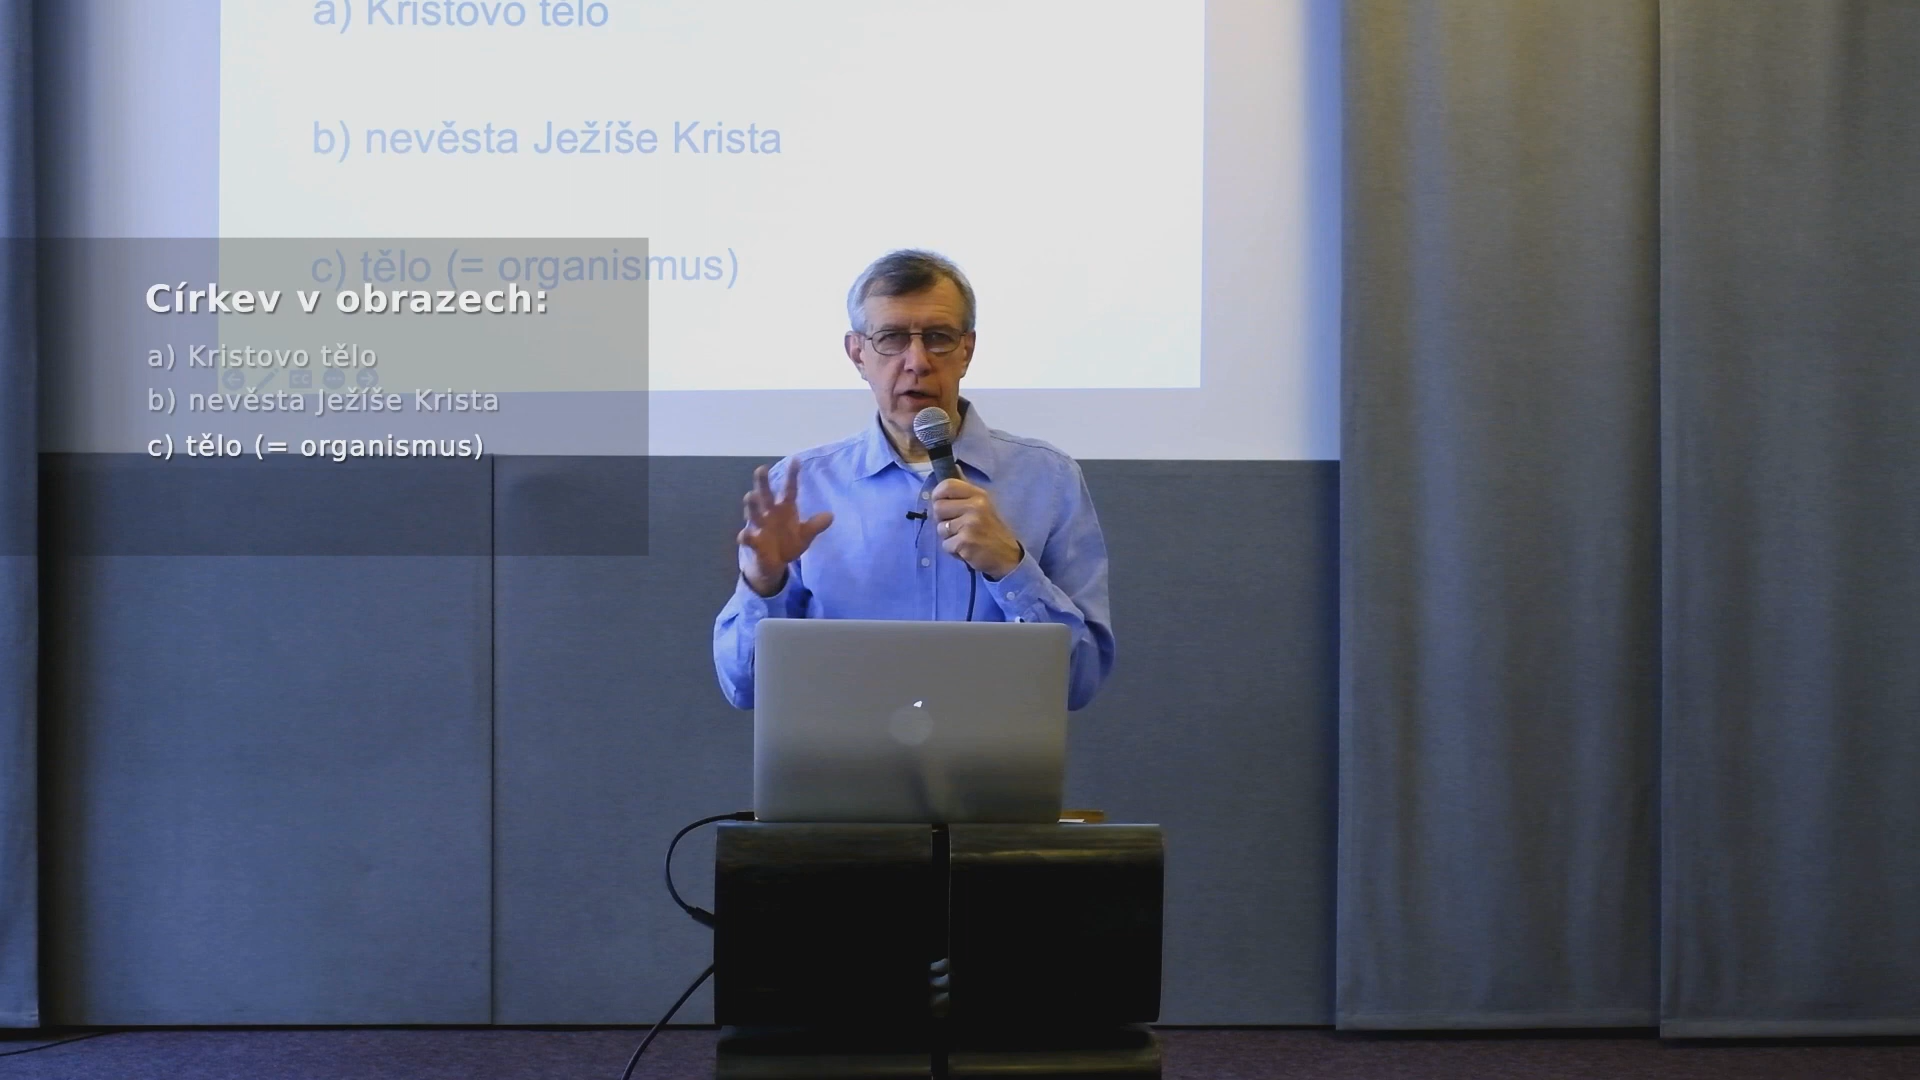 a) Kristovo tělo
b) nevěsta Ježíše Krista
c) tělo (= organismus)
Církev v obrazech:
a) Kristovo tělo
b) nevěsta Ježíše Krista
c) tělo (= organismus)